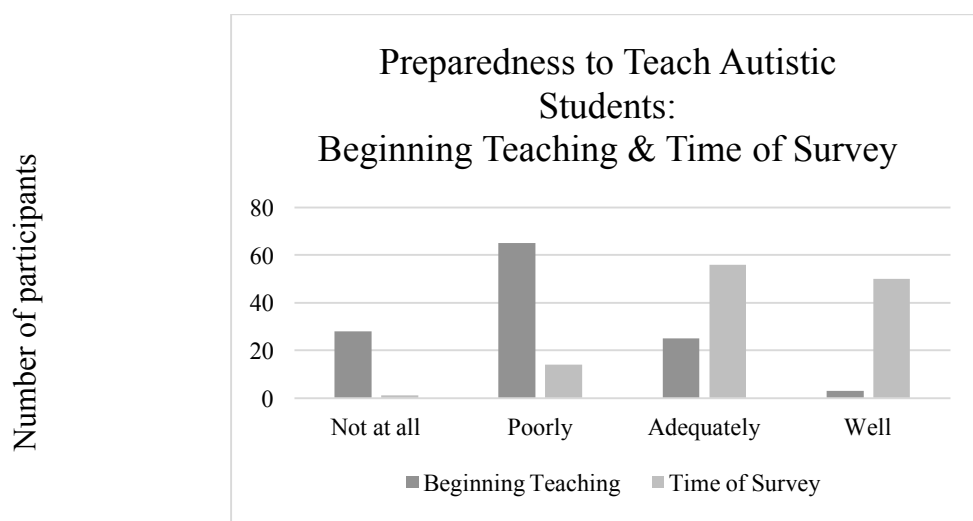 Number of participants
Preparedness to Teach Autistic
Students:
Beginning Teaching & Time of Survey
80
60
40
20
0
Not at all Poorly Adequately Well
Beginning Teaching Time of Survey